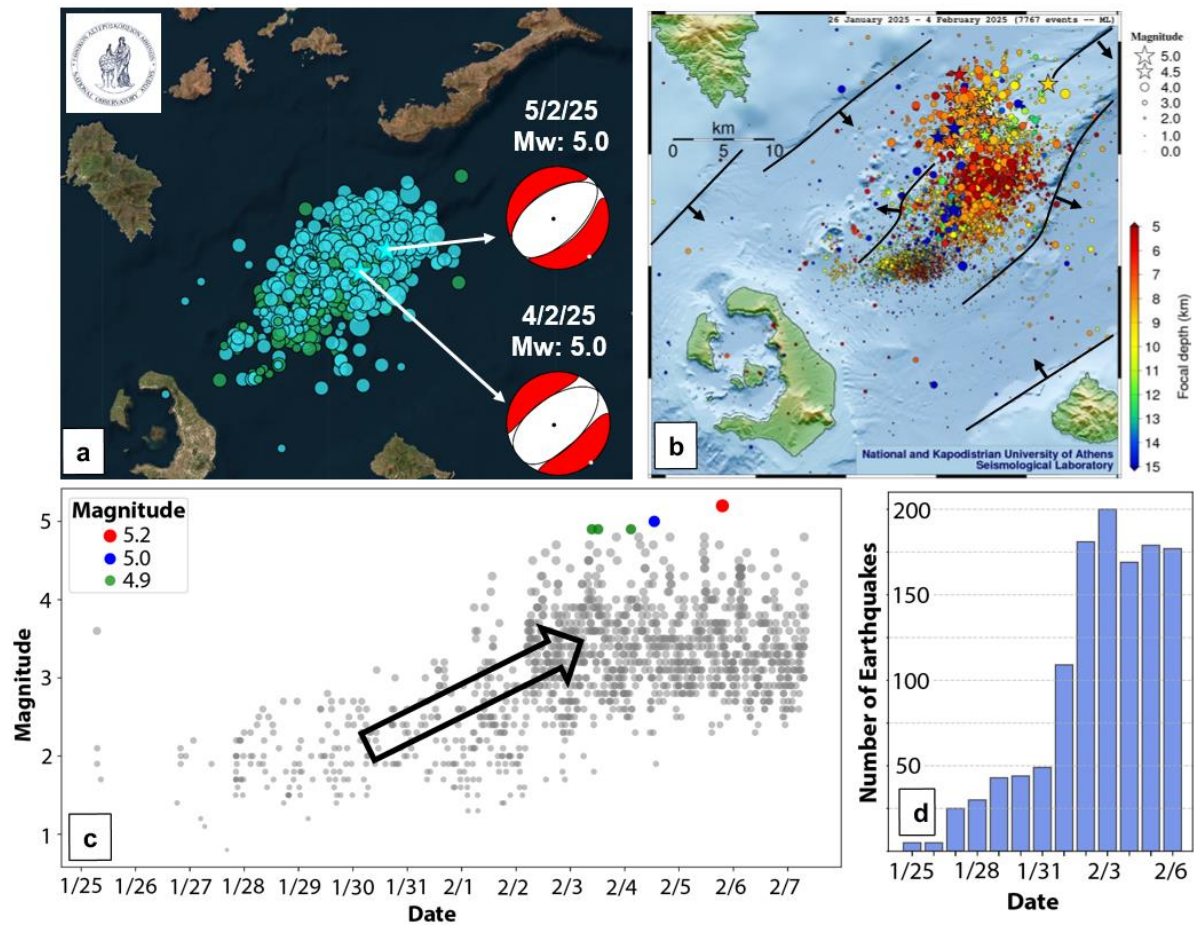 5/2/25
Mw: 5.0
4/2/25
Mw: 5.0
a
26 January 2025 - 4 February 2025 (7767 events -- ML)
Magnitude
5.0
4.5
4.0
3.0
2.0
1.0
0.0
km
0 5 10
Focal depth (km)
5
6
7
8
9
10
11
12
13
14
15
National and Kapodistrian University of Athens
Seismological Laboratory
b
Magnitude
5.2
5.0
4.9
Magnitude
5
4
3
2
1
c
1/25 1/26 1/27 1/28 1/29 1/30 1/31 2/1 2/2 2/3 2/4 2/5 2/6 2/7
Date
Number of Earthquakes
200
150
100
50
d
1/25 1/28 1/31 2/3 2/6
Date